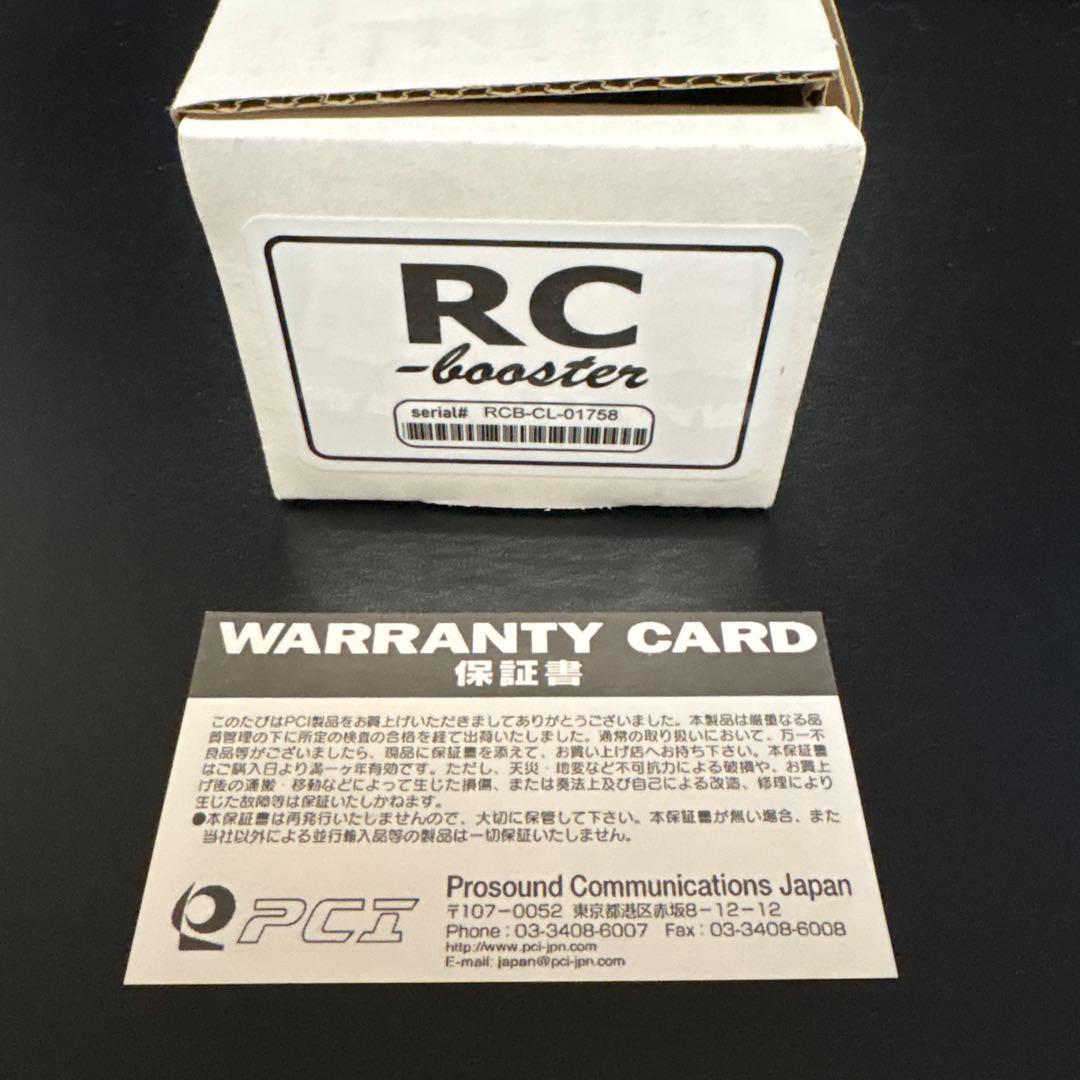 RC
-booster
serial# RCB-CL-01758
WARRANTY CARD
保証書
このたびはPCI製品をお買上げいただきましてありがとうございました。本製品は厳重なる品
質管理の下に所定の検査の合格を経て出荷いたしました。通常の取り扱いにおいて、万一不
良品等がございましたら、現品に保証書を添えて、お買い上げ店へお持ち下さい。本保証書
はご購入日より満一ヶ年有効です。ただし、天災・地変など不可抗力による破損や、お買上
げ後の運搬・移動などによって生じた損傷、または奏法上及び自己による改造、修理により
生じた故障等は保証いたしかねます。
●本保証書は再発行いたしませんので、大切に保管して下さい。本保証書が無い場合、また
当社以外による並行輸入品等の製品は一切保証いたしません。
PCI
Prosound Communications Japan
〒107-0052 東京都港区赤坂8-12-12
Phone : 03-3408-6007 Fax : 03-3408-6008
http://www.pci-jpn.com
E-mail: japan@pci-jpn.com